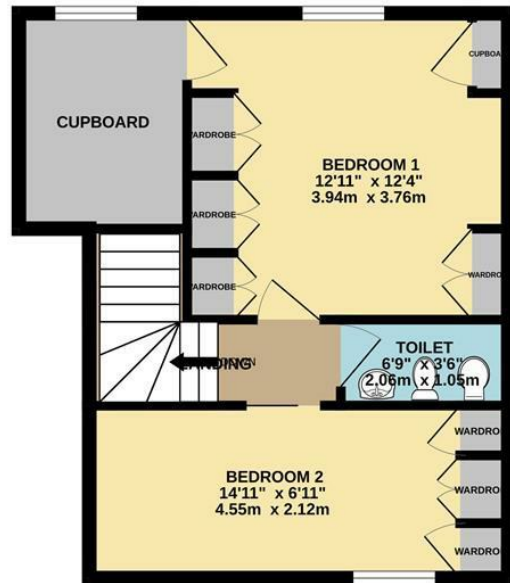 CUPBOARD
CUPBOA
BEDROOM 1
12'11" x 12'4"
3.94m x 3.76m
WARDROBE
WARDROBE
WARDROBE
WARDRO
TOILET
6'9" x 3'6"
2.06m x 1.05m
LANDING
DOWN
BEDROOM 2
14'11" x 6'11"
4.55m x 2.12m
WARDRO
WARDRO
WARDRO